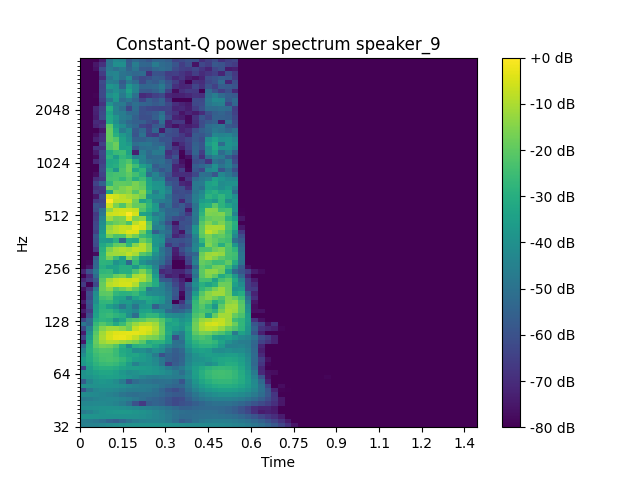 Constant-Q power spectrum speaker_9
Hz
2048
1024
512
256
128
64
32
0 0.15 0.3 0.45 0.6 0.75 0.9 1.1 1.2 1.4
Time
+0 dB
-10 dB
-20 dB
-30 dB
-40 dB
-50 dB
-60 dB
-70 dB
-80 dB